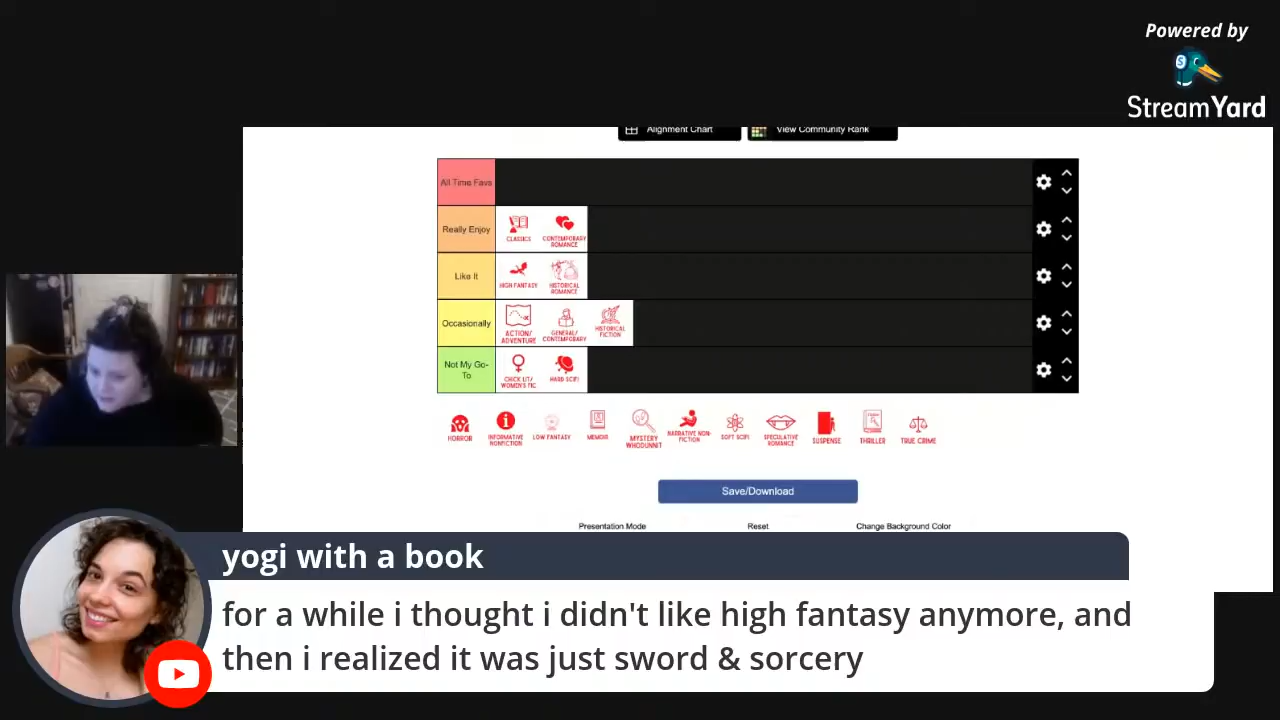 Powered by
StreamYard
Alignment Chart
View Community Rank
All Time Favs
Really Enjoy
CLASSICS
CONTEMPORARY
ROMANCE
Like It
HIGH FANTASY
HISTORICAL
ROMANCE
Occasionally
ACTION/
ADVENTURE
GENERAL/
CONTEMPORARY
HISTORICAL
FICTION
Not My Go-
To
CHICK LIT/
WOMEN'S FIC
HARD SCIFI
HORROR
INFORMATIVE
NONFICTION
LOW FANTASY
MEMOIR
MYSTERY
WHODUNNIT
NARRATIVE NON-
FICTION
SOFT SCIFI
SPECULATIVE
ROMANCE
SUSPENSE
THRILLER
TRUE CRIME
Save/Download
Presentation Mode
Reset
Change Background Color
yogi with a book
for a while i thought i didn't like high fantasy anymore, and
then i realized it was just sword & sorcery